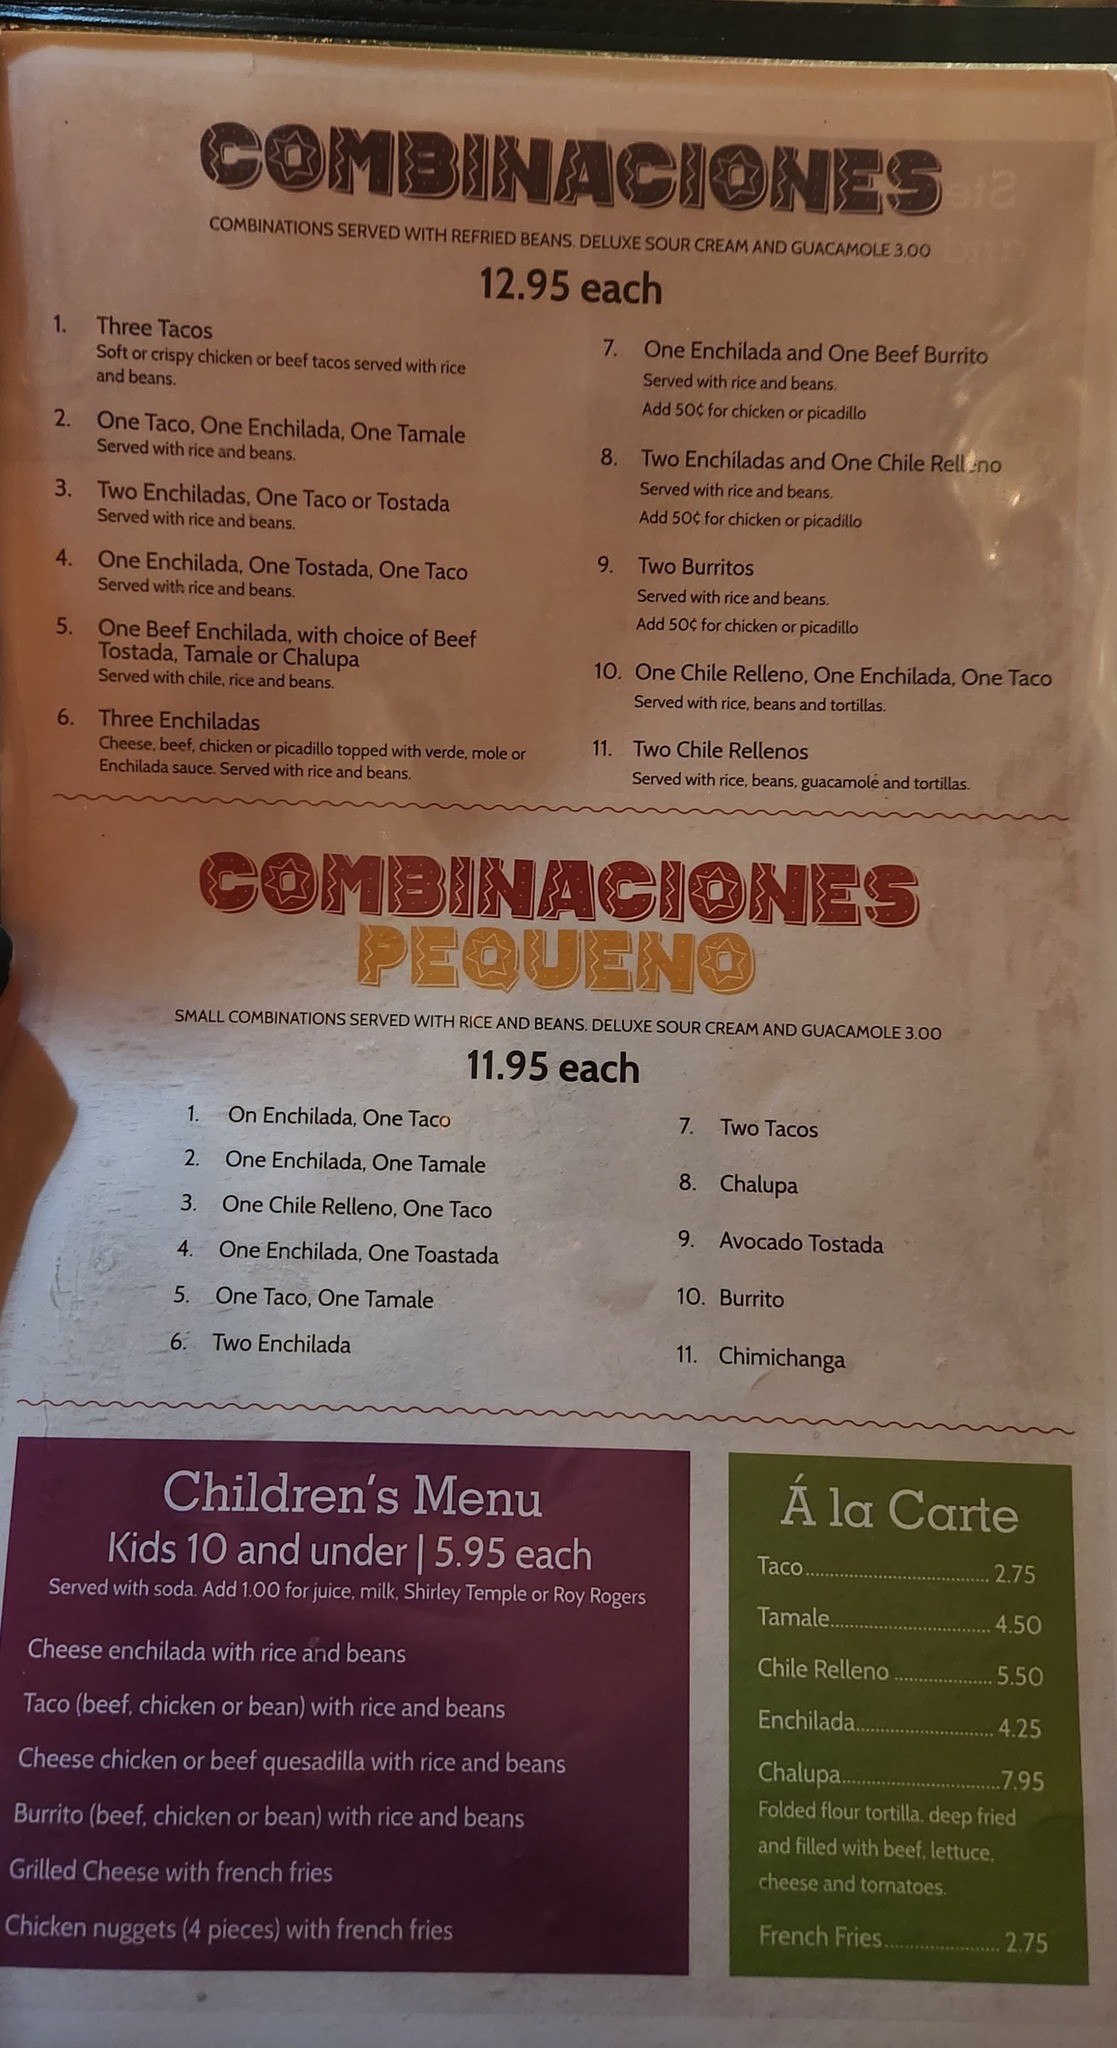 COMBINACIONES
COMBINATIONS SERVED WITH REFRIED BEANS. DELUXE SOUR CREAM AND GUACAMOLE 3.00
12.95 each
1. Three Tacos
Soft or crispy chicken or beef tacos served with rice
and beans.
2. One Taco, One Enchilada, One Tamale
Served with rice and beans.
3. Two Enchiladas, One Taco or Tostada
Served with rice and beans.
4. One Enchilada, One Tostada, One Taco
Served with rice and beans.
5. One Beef Enchilada, with choice of Beef
Tostada, Tamale or Chalupa
Served with chile, rice and beans.
6. Three Enchiladas
Cheese, beef, chicken or picadillo topped with verde, mole or
Enchilada sauce. Served with rice and beans.
7. One Enchilada and One Beef Burrito
Served with rice and beans.
Add 50¢ for chicken or picadillo
8. Two Enchiladas and One Chile Relleno
Served with rice and beans.
Add 50¢ for chicken or picadillo
9. Two Burritos
Served with rice and beans.
Add 50¢ for chicken or picadillo
10. One Chile Relleno, One Enchilada, One Taco
Served with rice, beans and tortillas.
11. Two Chile Rellenos
Served with rice, beans, guacamole and tortillas.
COMBINACIONES
PEQUENO
SMALL COMBINATIONS SERVED WITH RICE AND BEANS. DELUXE SOUR CREAM AND GUACAMOLE 3.00
11.95 each
1. On Enchilada, One Taco
2. One Enchilada, One Tamale
3. One Chile Relleno, One Taco
4. One Enchilada, One Toastada
5. One Taco, One Tamale
6. Two Enchilada
7. Two Tacos
8. Chalupa
9. Avocado Tostada
10. Burrito
11. Chimichanga
Children's Menu
Kids 10 and under | 5.95 each
Served with soda. Add 1.00 for juice, milk, Shirley Temple or Roy Rogers
Cheese enchilada with rice and beans
Taco (beef, chicken or bean) with rice and beans
Cheese chicken or beef quesadilla with rice and beans
Burrito (beef, chicken or bean) with rice and beans
Grilled Cheese with french fries
Chicken nuggets (4 pieces) with french fries
Á la Carte
Taco.................................. 2.75
Tamale............................. 4.50
Chile Relleno .................. 5.50
Enchilada......................... 4.25
Chalupa.............................7.95
Folded flour tortilla, deep fried
and filled with beef, lettuce,
cheese and tomatoes.
French Fries..................... 2.75